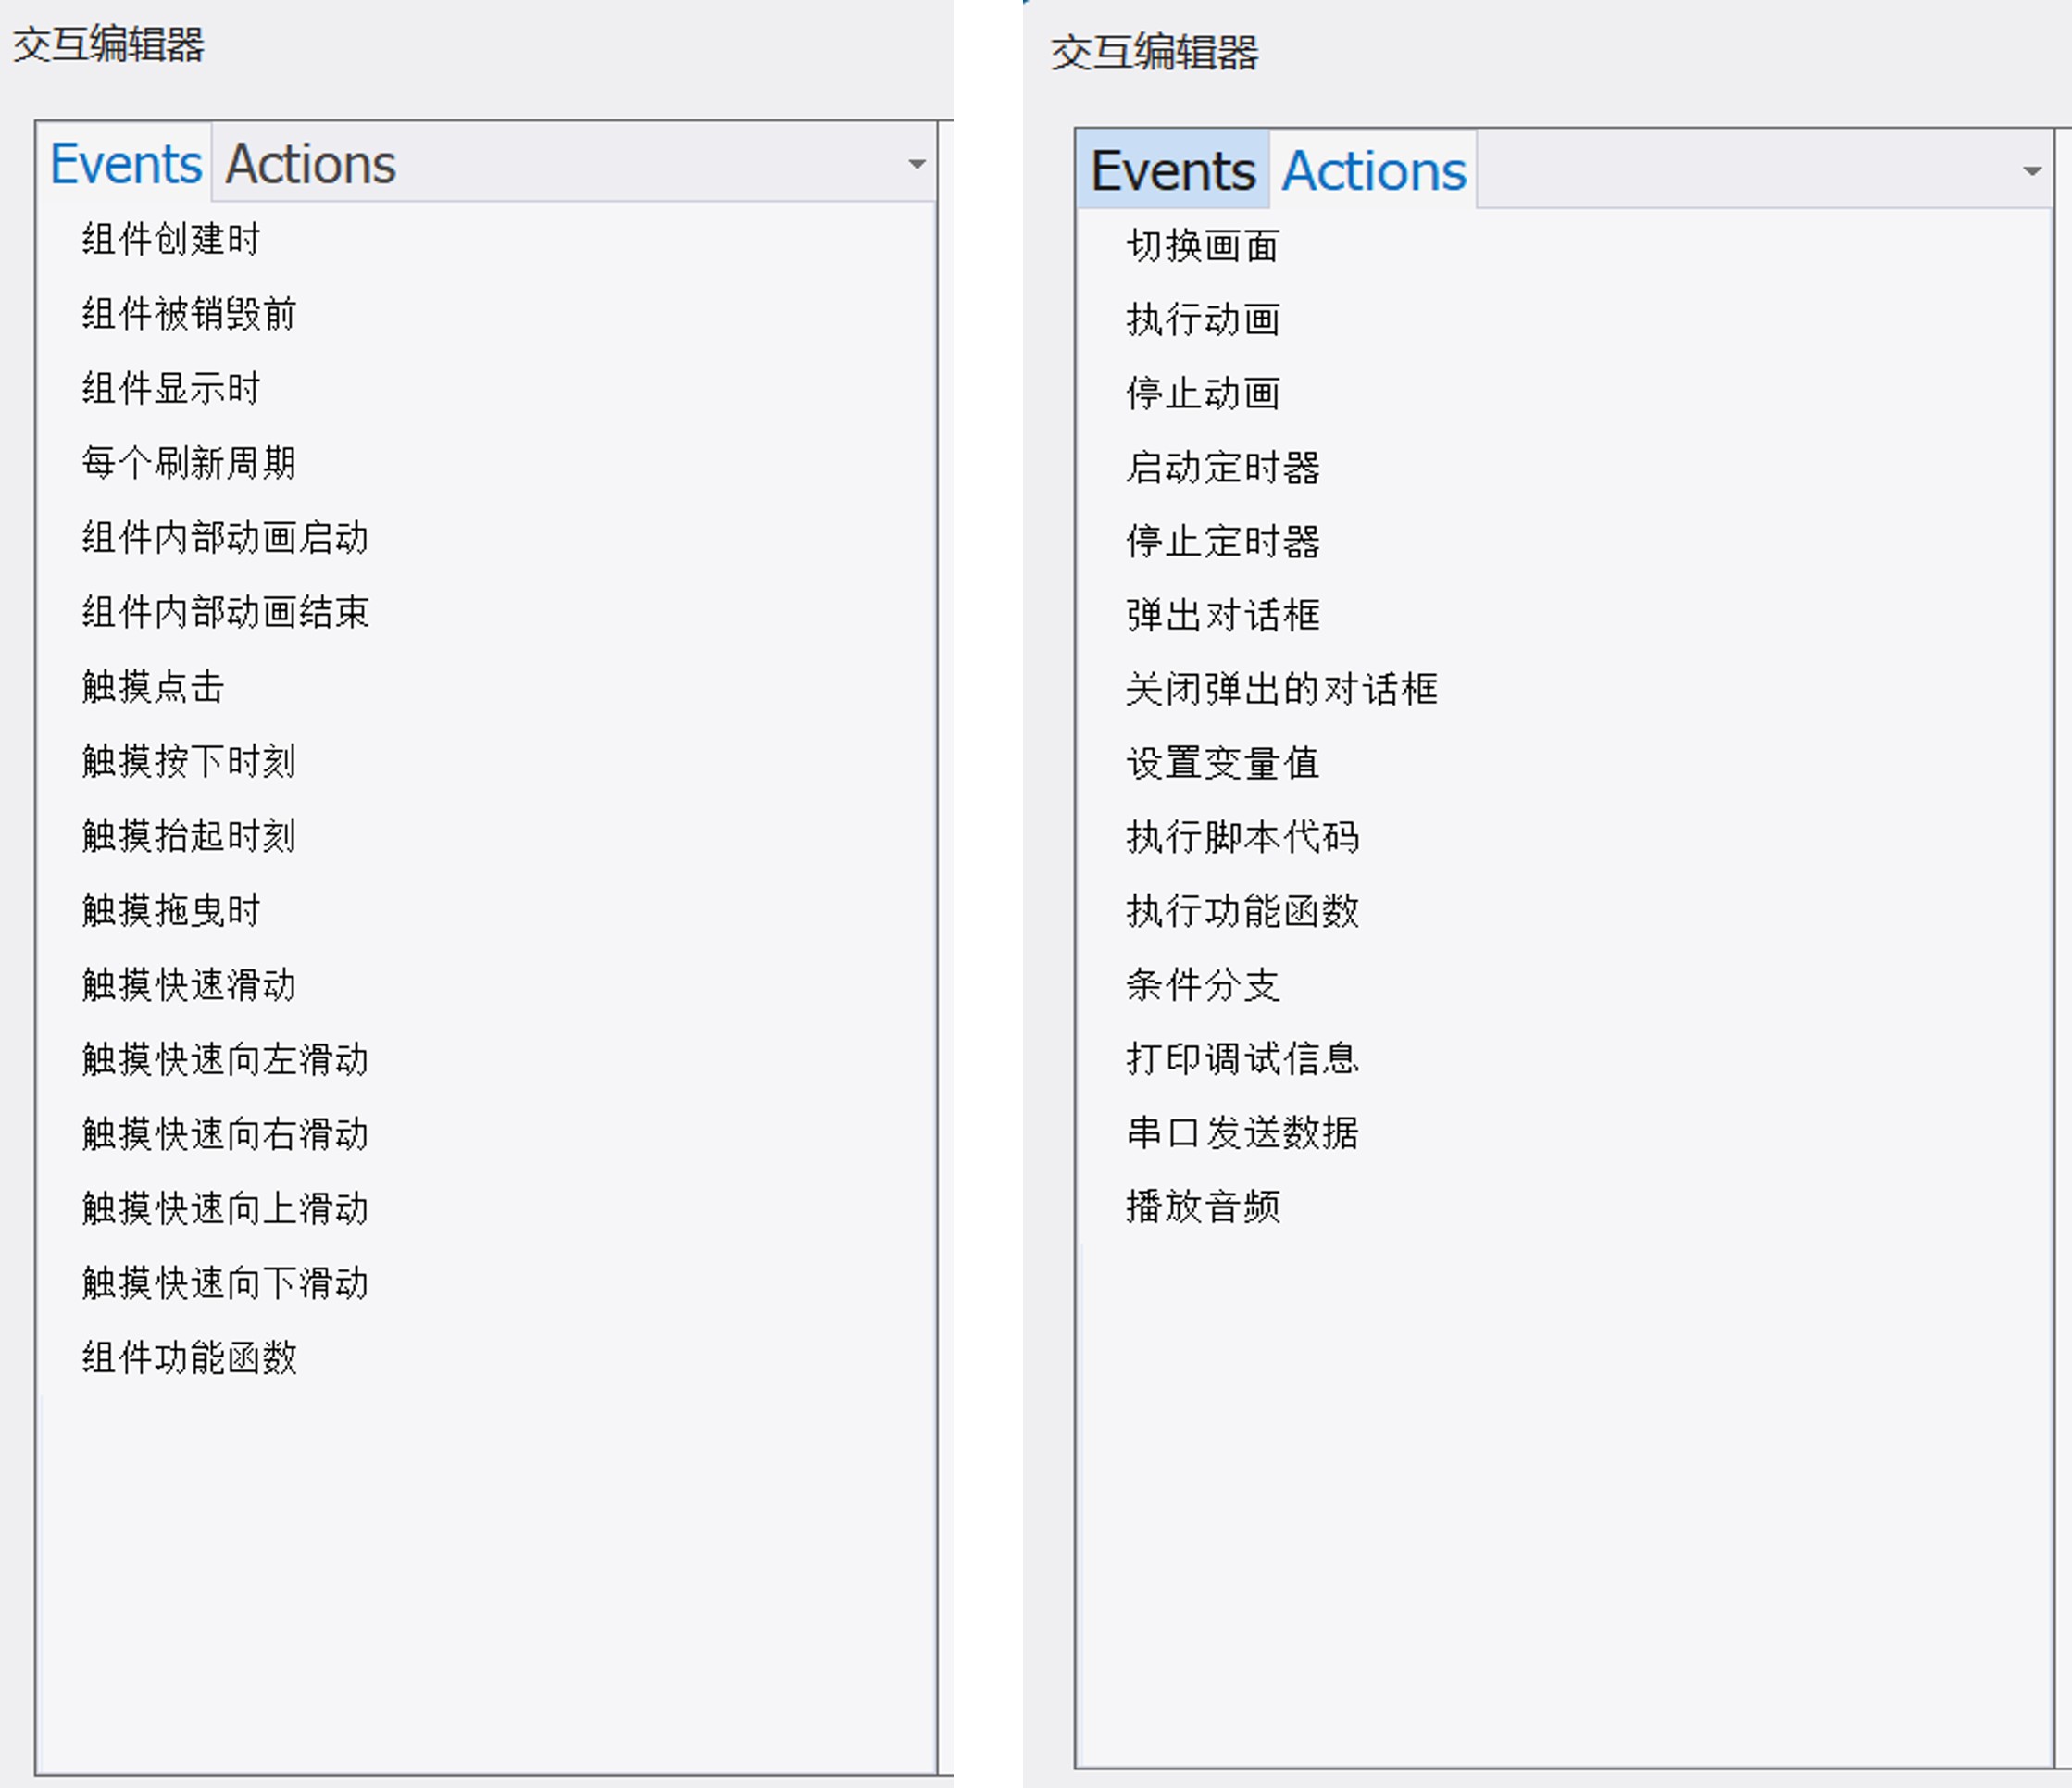 交互编辑器
Events Actions
组件创建时
组件被销毁前
组件显示时
每个刷新周期
组件内部动画启动
组件内部动画结束
触摸点击
触摸按下时刻
触摸抬起时刻
触摸拖曳时
触摸快速滑动
触摸快速向左滑动
触摸快速向右滑动
触摸快速向上滑动
触摸快速向下滑动
组件功能函数
交互编辑器
Events Actions
切换画面
执行动画
停止动画
启动定时器
停止定时器
弹出对话框
关闭弹出的对话框
设置变量值
执行脚本代码
执行功能函数
条件分支
打印调试信息
串口发送数据
播放音频